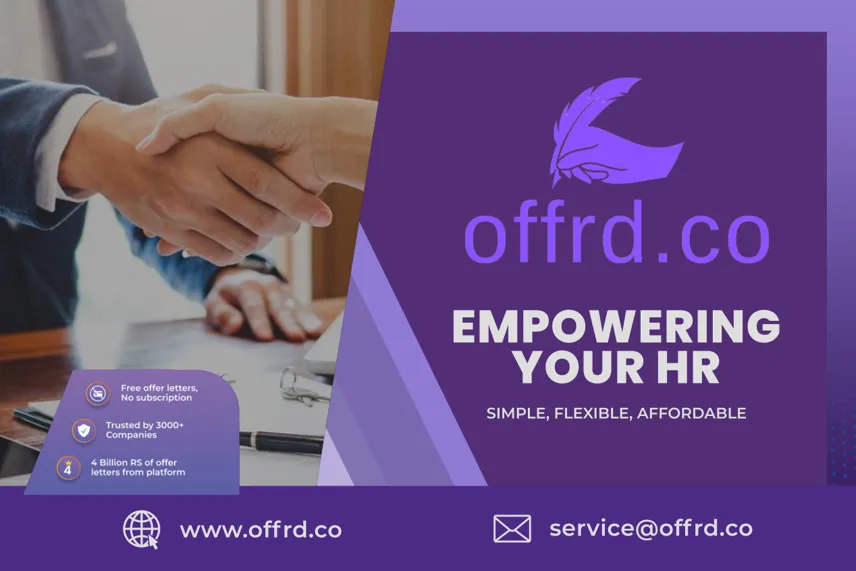 offrd.co
EMPOWERING
YOUR HR
SIMPLE, FLEXIBLE, AFFORDABLE
Free offer letters,
No subscription
Trusted by 3000+
Companies
4
4 Billion RS of offer
letters from platform
www.offrd.co
service@offrd.co